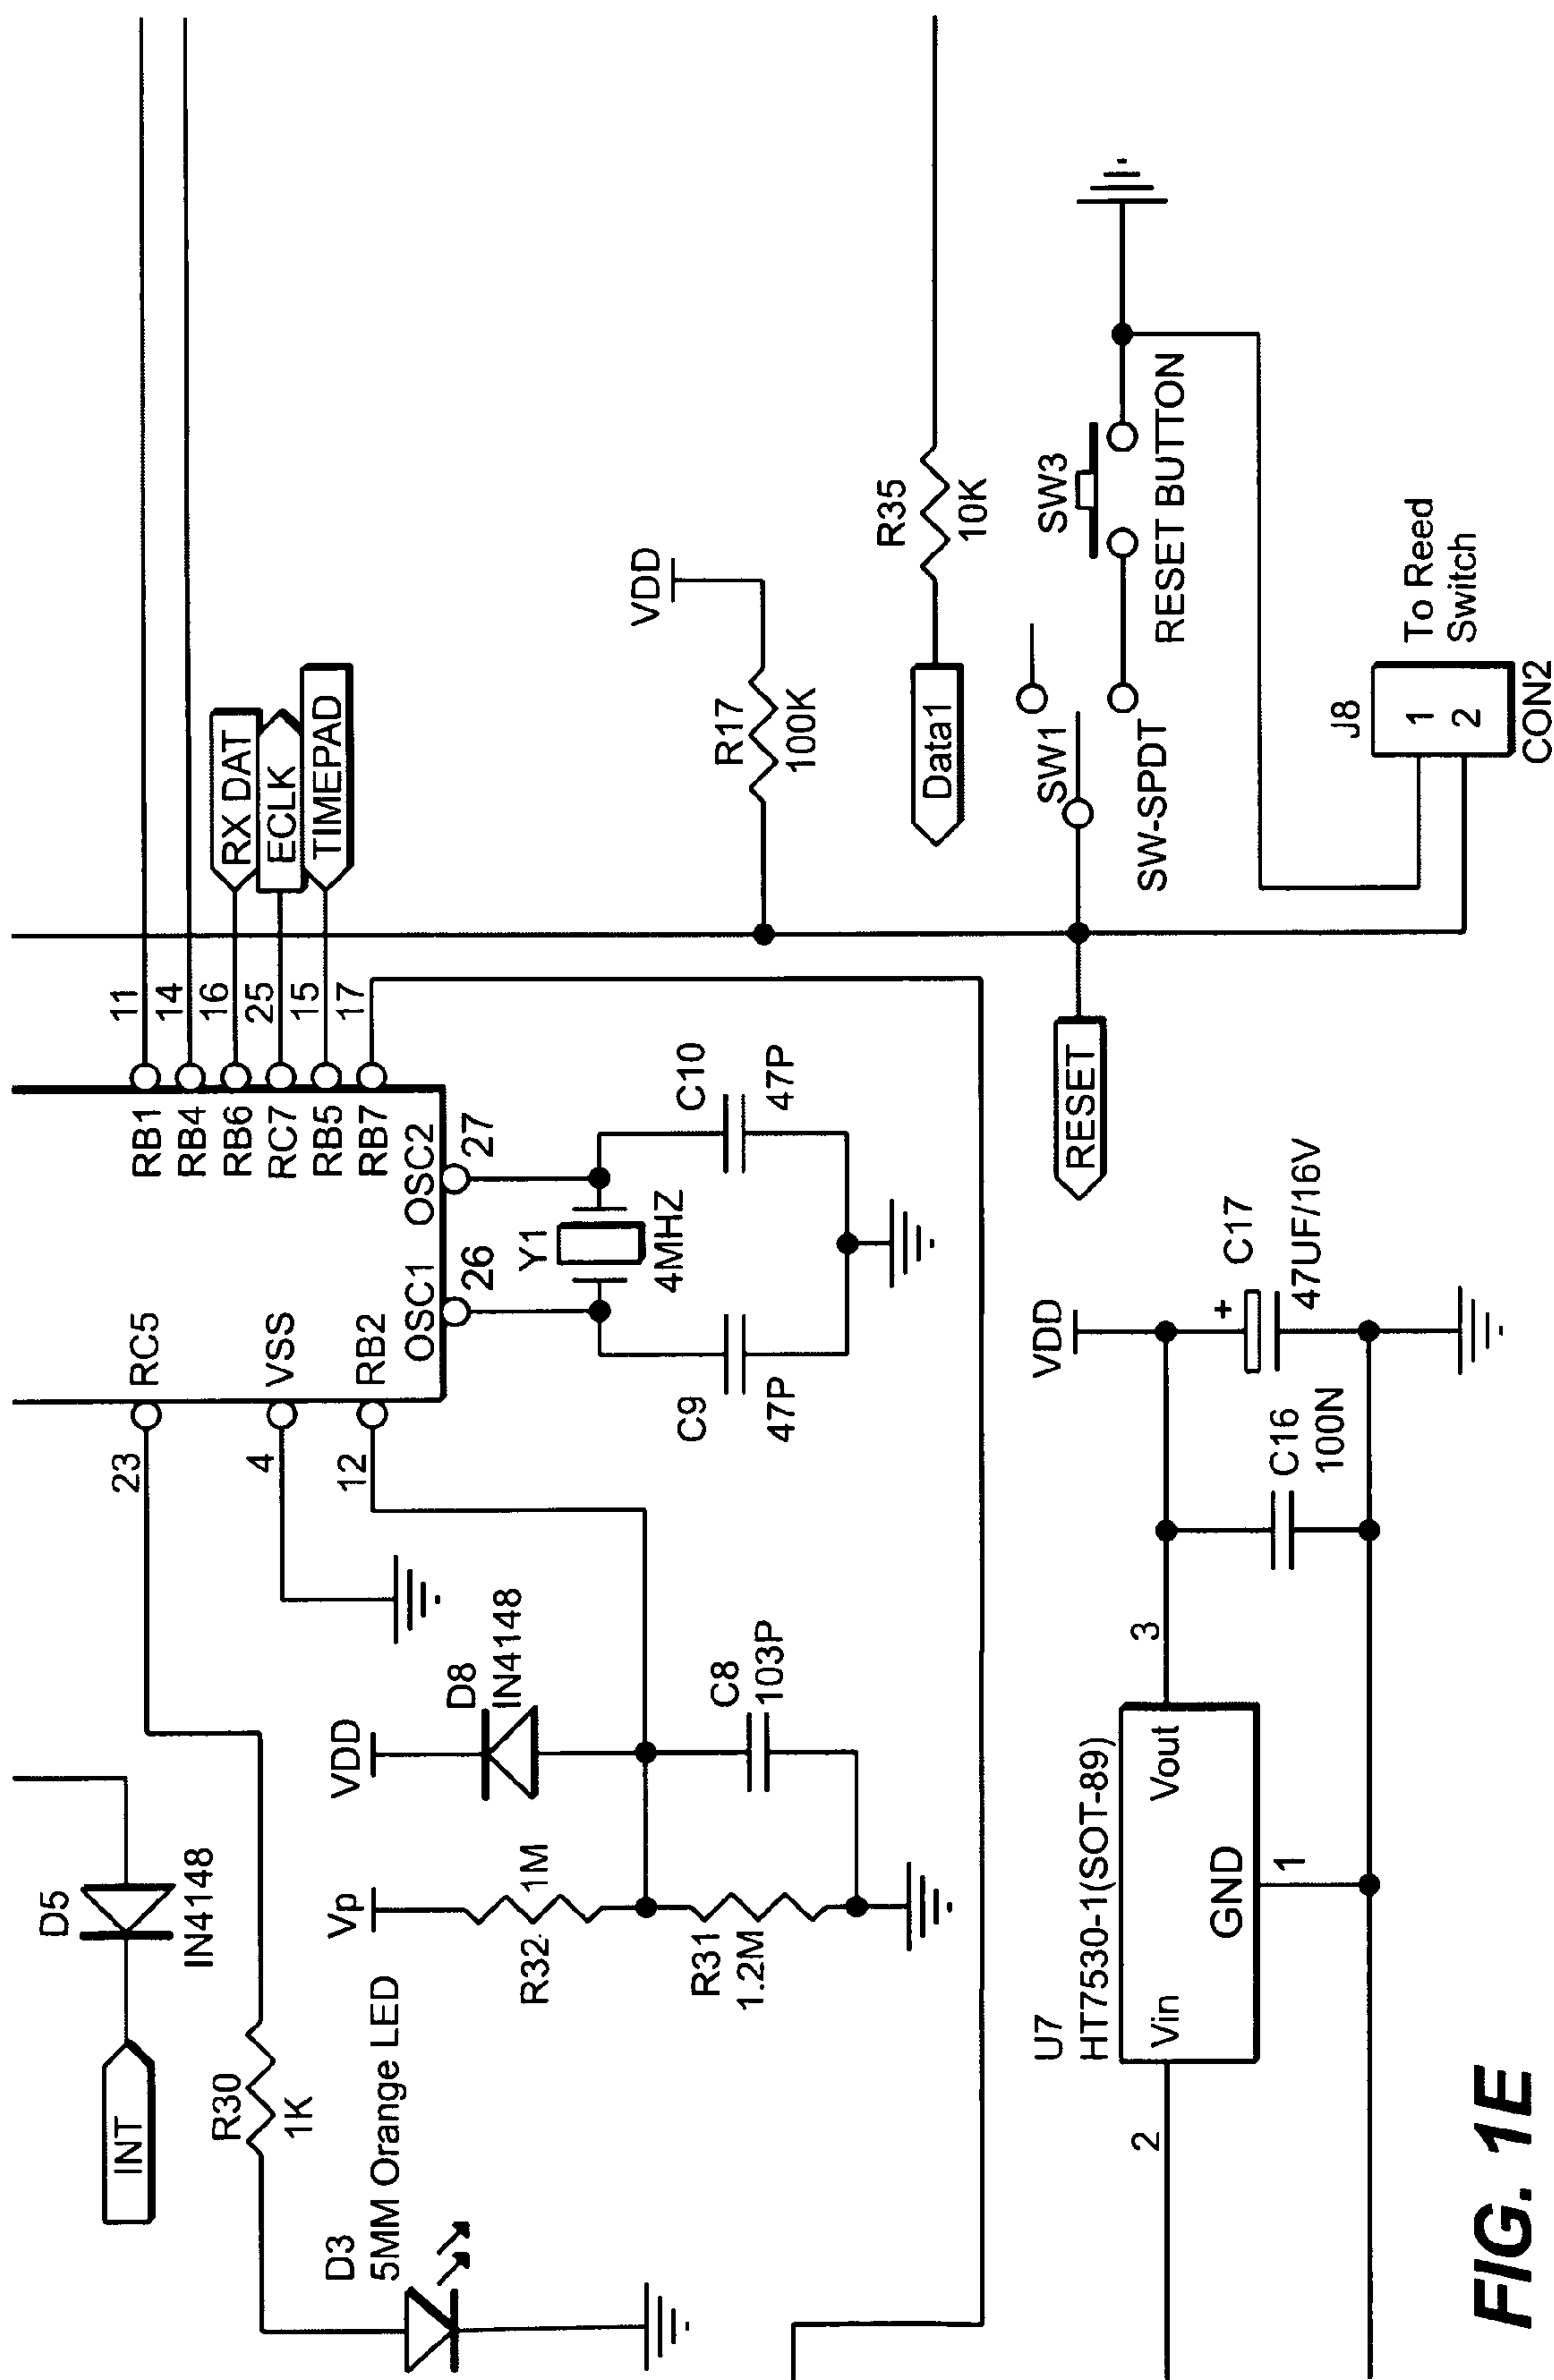 INT
D5
IN4148
23
RC5
RB1
11
RB4
14
RB6
16
RX DAT
RC7
25
ECLK
RB5
15
TIMEPAD
RB7
17
4
VSS
12
RB2
OSC1
OSC2
26
27
R30
1K
D3
5MM Orange LED
Vp
VDD
D8
IN4148
R32
1M
R31
1.2M
C8
103P
Y1
4MHZ
C9
47P
C10
47P
VDD
R17
100K
R35
10K
Data1
RESET
SW1
SW-SPDT
SW3
RESET BUTTON
J8
1
2
CON2
To Reed
Switch
U7
HT7530-1(SOT-89)
2
Vin
Vout
3
GND
1
VDD
C16
100N
+
C17
47UF/16V
FIG. 1E